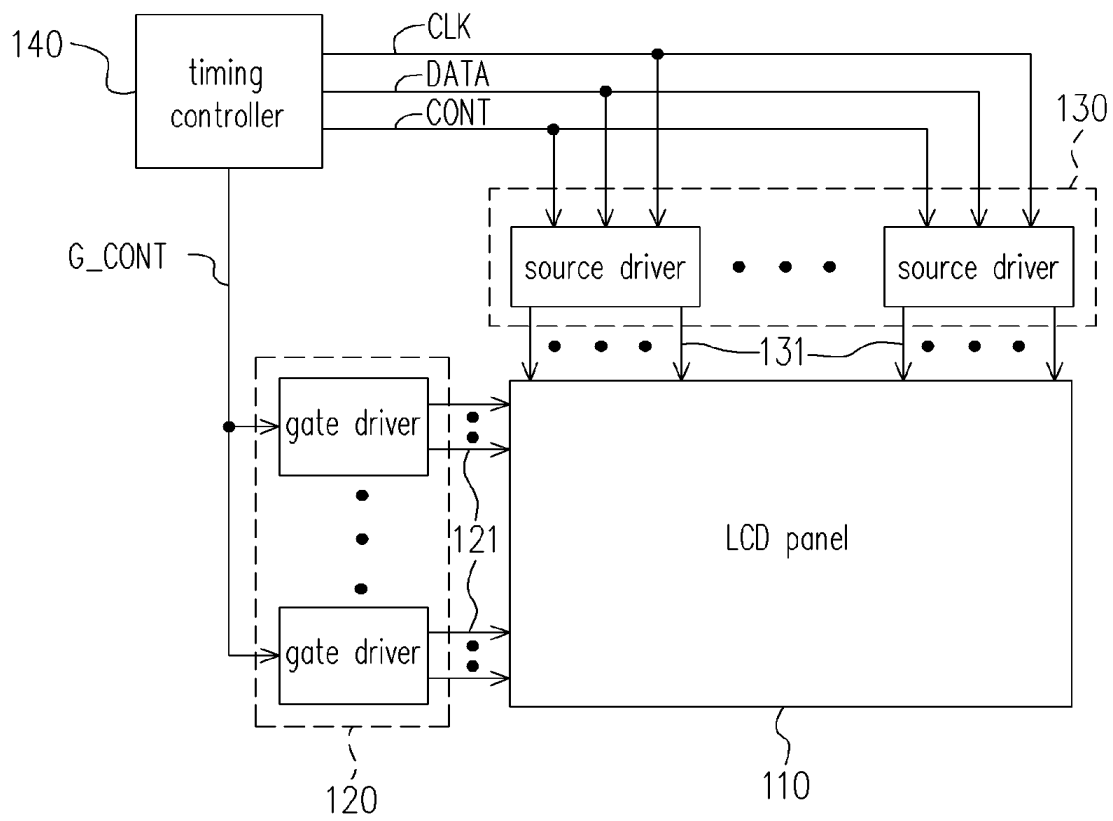 140
timing
controller
CLK
DATA
CONT
130
G_CONT
source driver
source driver
131
gate driver
121
LCD panel
gate driver
120
110